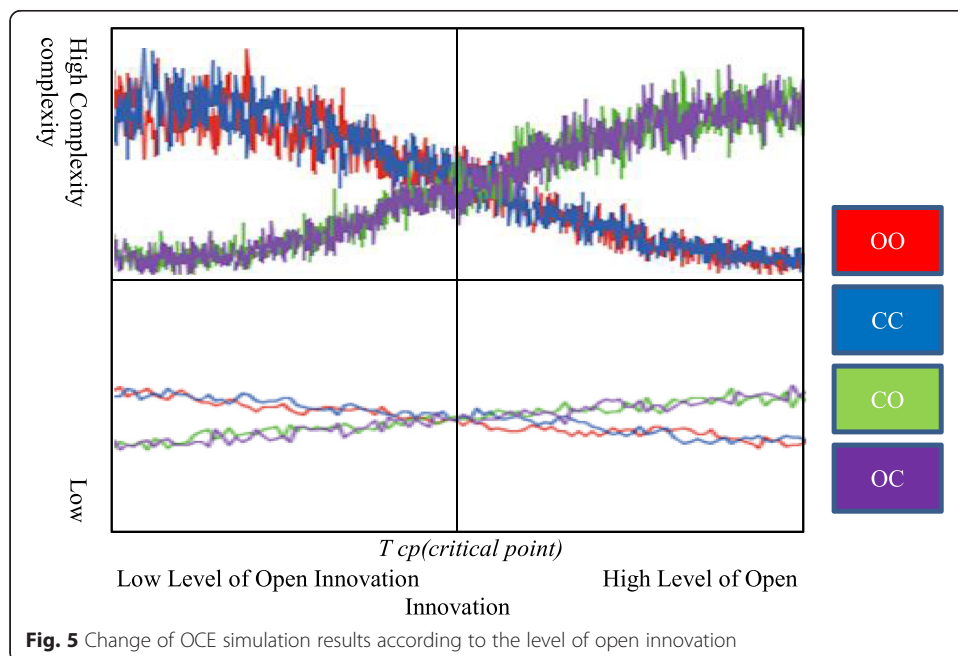 High Complexity
complexity
Low
OO
CC
CO
OC
T cp(critical point)
Low Level of Open Innovation
High Level of Open
Innovation
Fig. 5 Change of OCE simulation results according to the level of open innovation